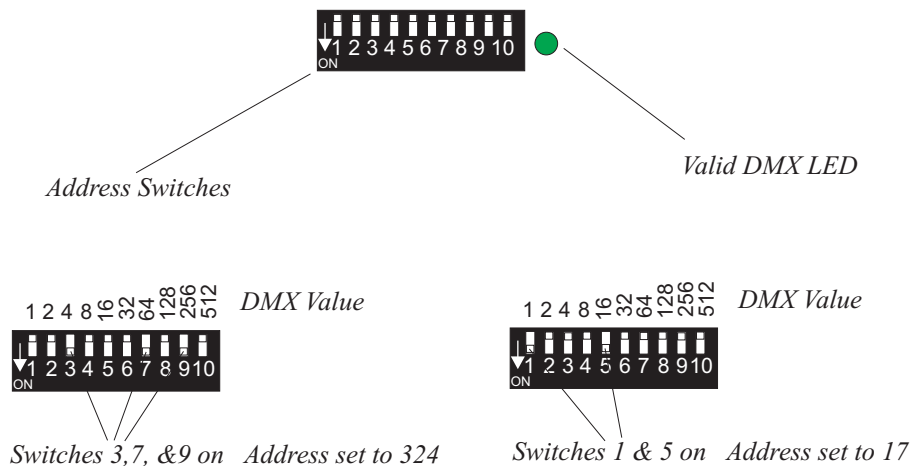 1 2 3 4 5 6 7 8 9 10
ON
Address Switches
Valid DMX LED
1 2 4 8 16 32 64 128 256 512 DMX Value
1 2 3 4 5 6 7 8 9 10
ON
Switches 3,7, &9 on Address set to 324
1 2 4 8 16 32 64 128 256 512 DMX Value
1 2 3 4 5 6 7 8 9 10
ON
Switches 1 & 5 on Address set to 17